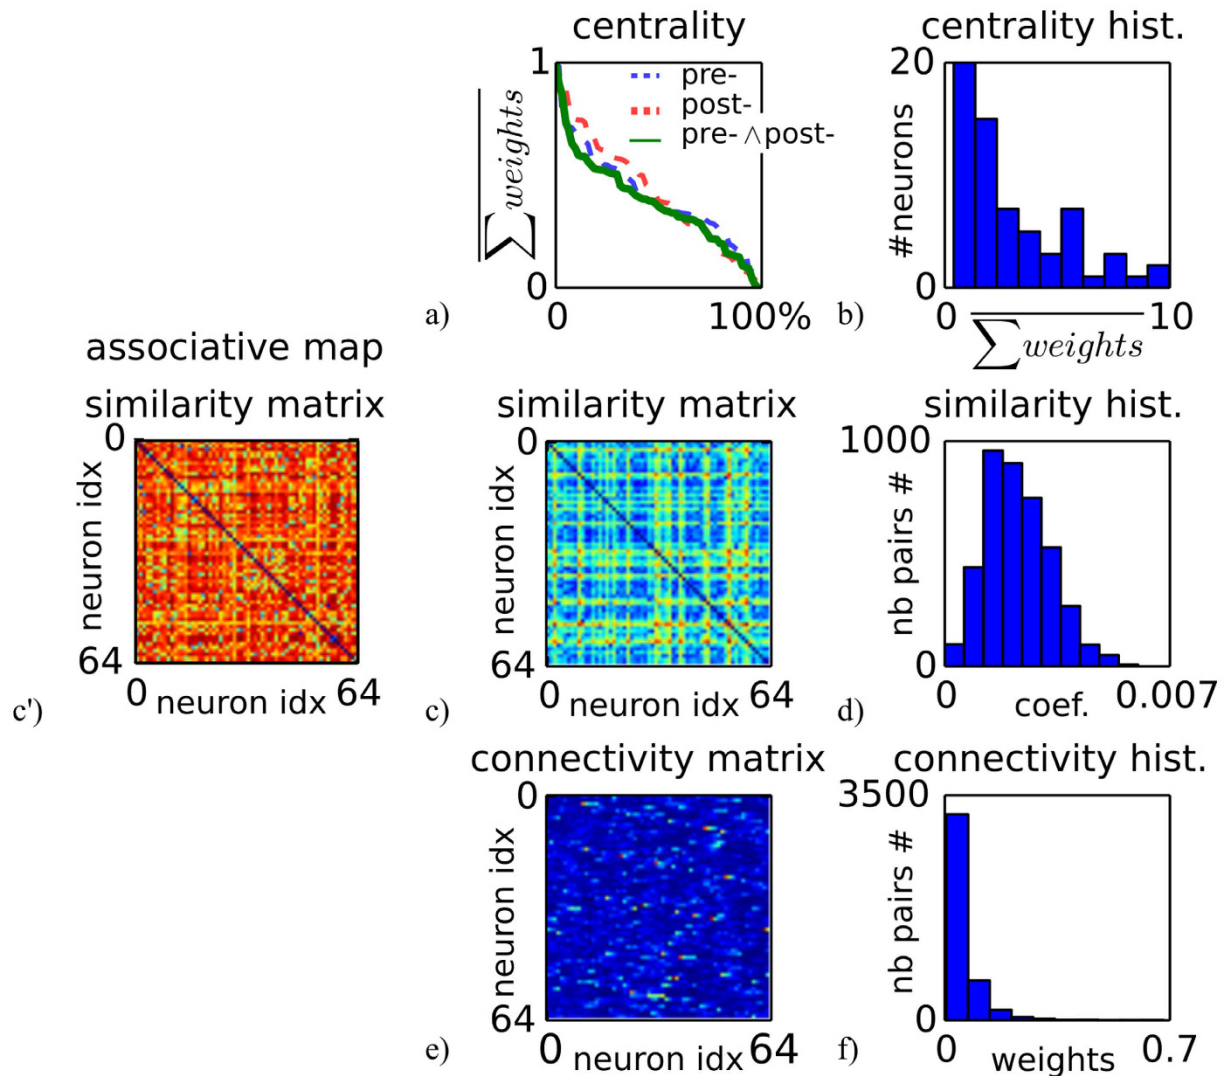 centrality
1
pre-
post-
pre- ∧post-
∑ weights
0
0 100%
a)
centrality hist.
20
#neurons
0
0 10
∑ weights
b)
associative map
similarity matrix
0
neuron idx
64
0 64
neuron idx
c')
similarity matrix
0
neuron idx
64
0 64
neuron idx
c)
similarity hist.
1000
nb pairs #
0
0 0.007
coef.
d)
connectivity matrix
0
neuron idx
64
0 64
neuron idx
e)
connectivity hist.
3500
nb pairs #
0
0 0.7
weights
f)